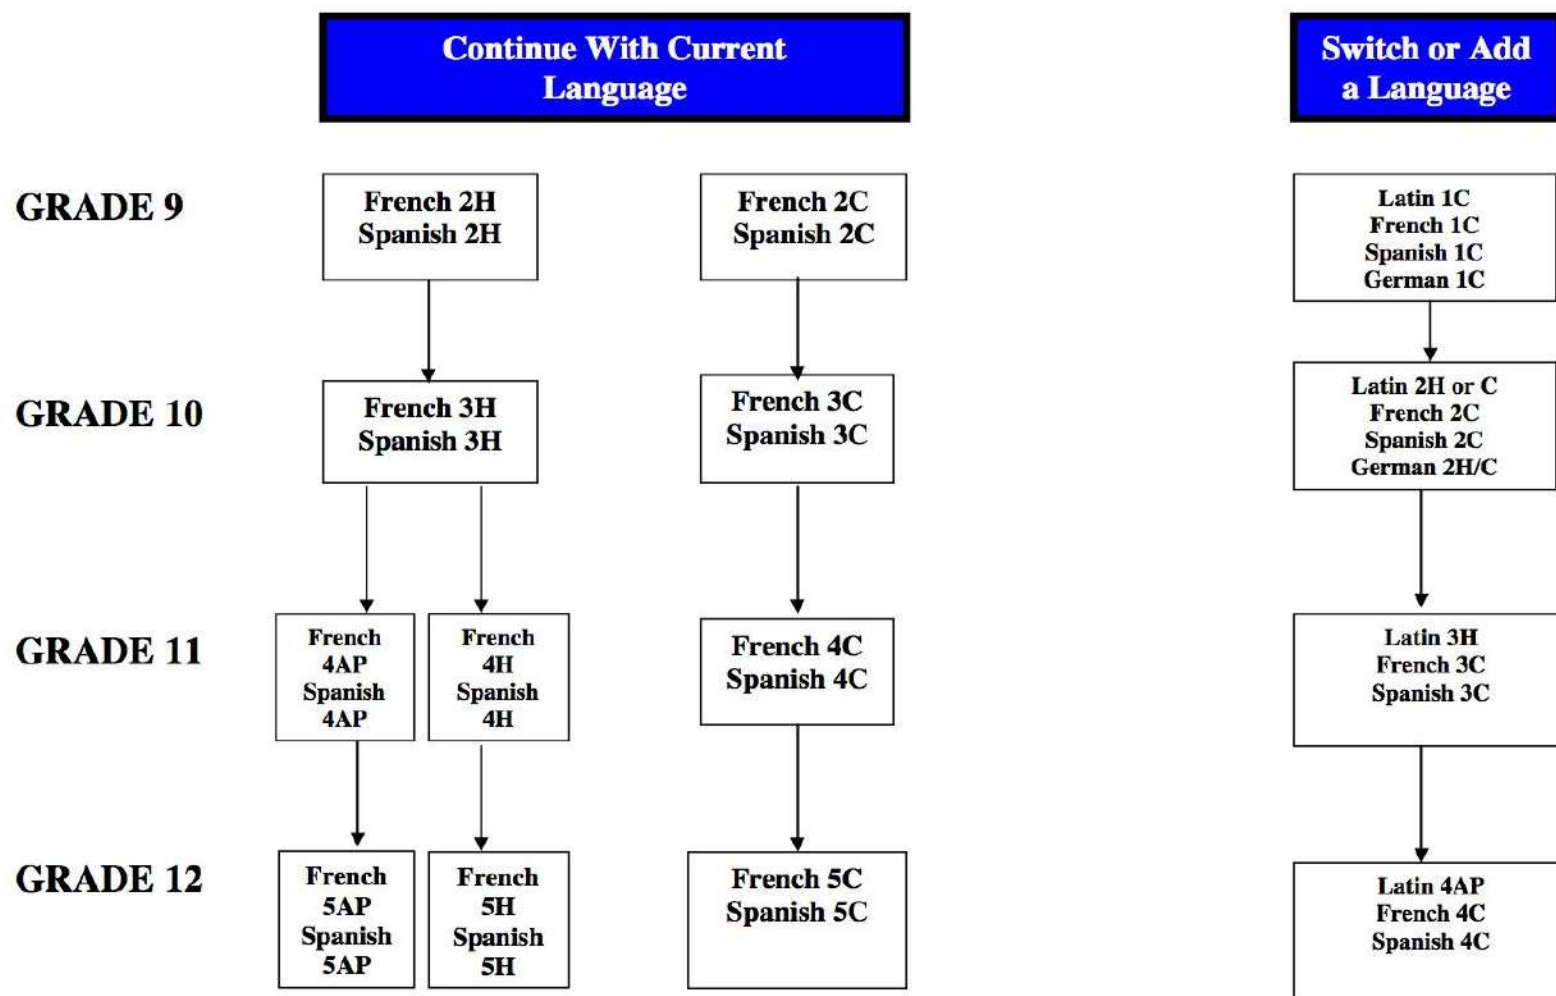 Continue With Current
Language
Switch or Add
a Language
GRADE 9
French 2H
Spanish 2H
French 2C
Spanish 2C
Latin 1C
French 1C
Spanish 1C
German 1C
GRADE 10
French 3H
Spanish 3H
French 3C
Spanish 3C
Latin 2H or C
French 2C
Spanish 2C
German 2H/C
GRADE 11
French
4AP
Spanish
4AP
French
4H
Spanish
4H
French 4C
Spanish 4C
Latin 3H
French 3C
Spanish 3C
GRADE 12
French
5AP
Spanish
5AP
French
5H
Spanish
5H
French 5C
Spanish 5C
Latin 4AP
French 4C
Spanish 4C